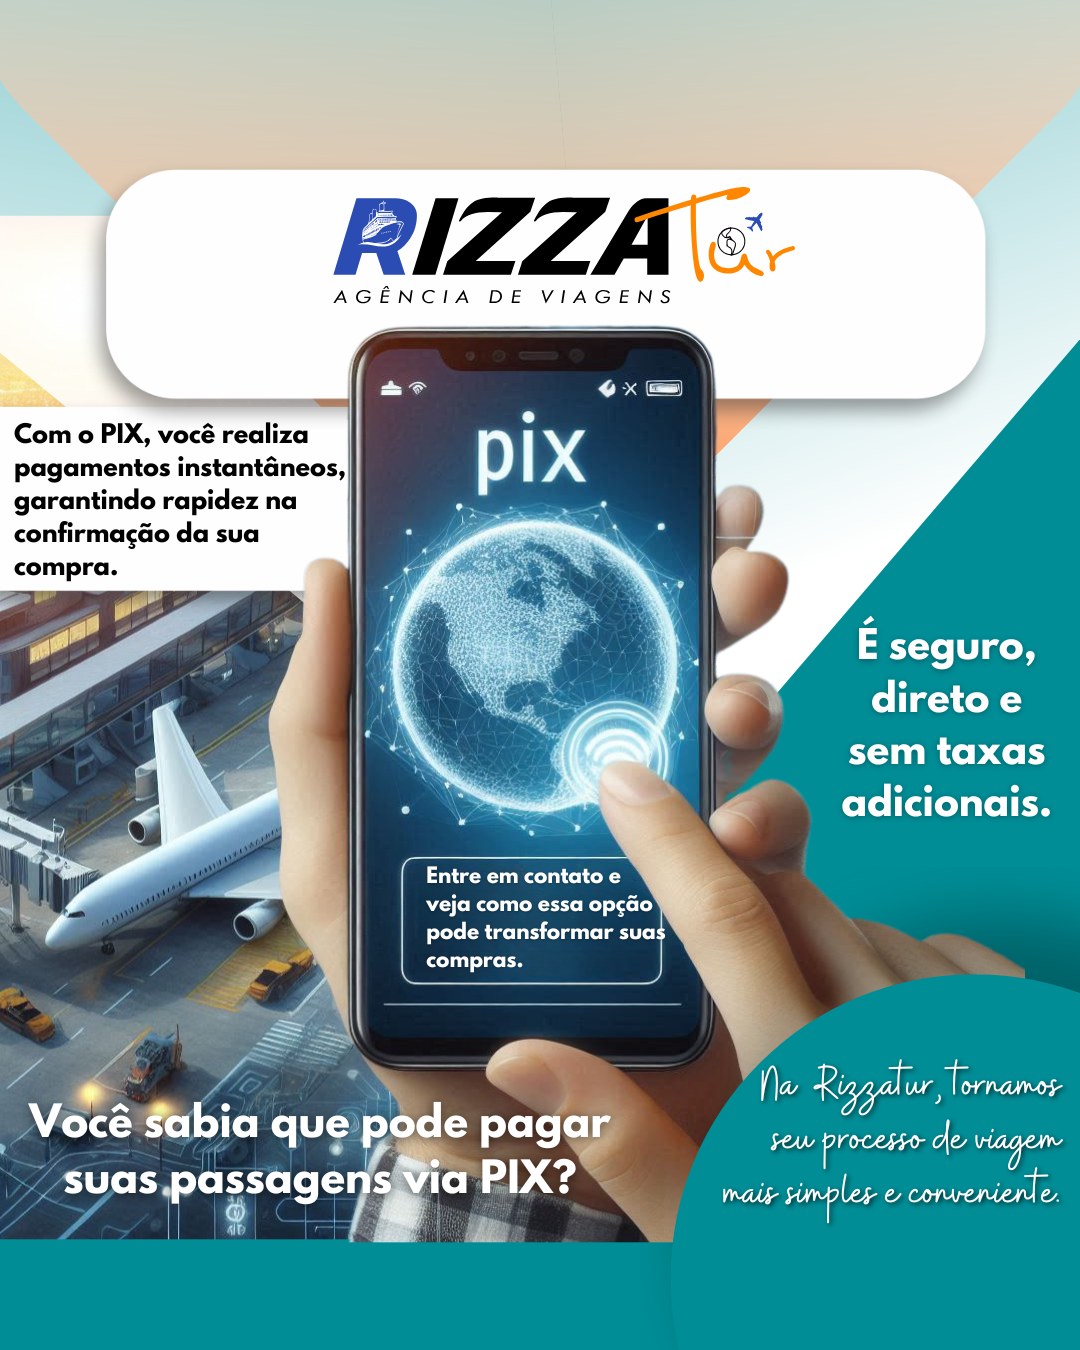 RIZZATur
AGÊNCIA DE VIAGENS
pix
Com o PIX, você realiza
pagamentos instantâneos,
garantindo rapidez na
confirmação da sua
compra.
É seguro,
direto e
sem taxas
adicionais.
Entre em contato e
veja como essa opção
pode transformar suas
compras.
Na Rizzatur, tornamos
seu processo de viagem
mais simples e conveniente.
Você sabia que pode pagar
suas passagens via PIX?